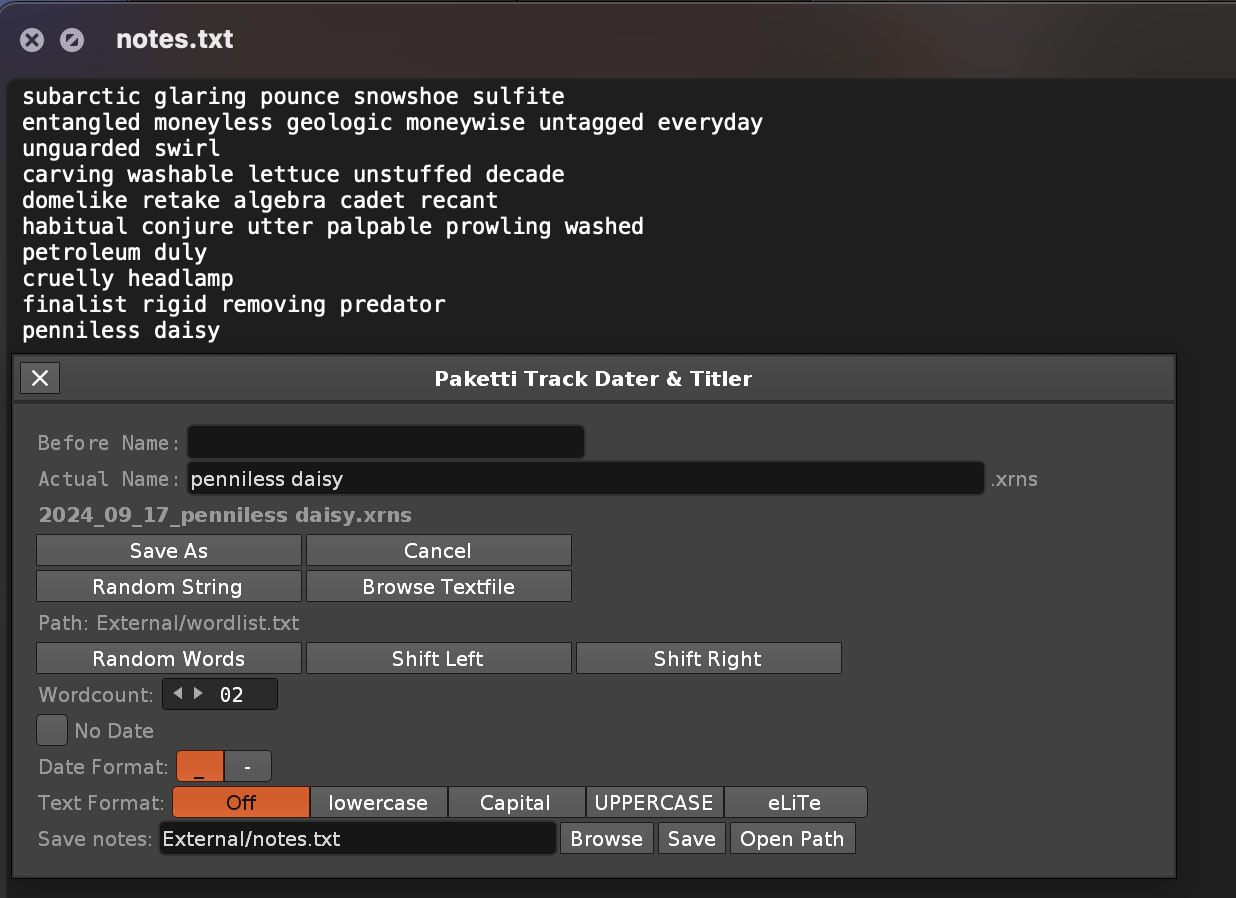 notes.txt
subarctic glaring pounce snowshoe sulfite
entangled moneyless geologic moneywise untagged everyday
unguarded swirl
carving washable lettuce unstuffed decade
domelike retake algebra cadet recant
habitual conjure utter palpable prowling washed
petroleum duly
cruelly headlamp
finalist rigid removing predator
penniless daisy
Paketti Track Dater & Titler
Before Name:
Actual Name: penniless daisy .xrns
2024_09_17_penniless daisy.xrns
Save As Cancel
Random String Browse Textfile
Path: External/wordlist.txt
Random Words Shift Left Shift Right
Wordcount: 02
No Date
Date Format: _ -
Text Format: Off lowercase Capital UPPERCASE eLiTe
Save notes: External/notes.txt Browse Save Open Path